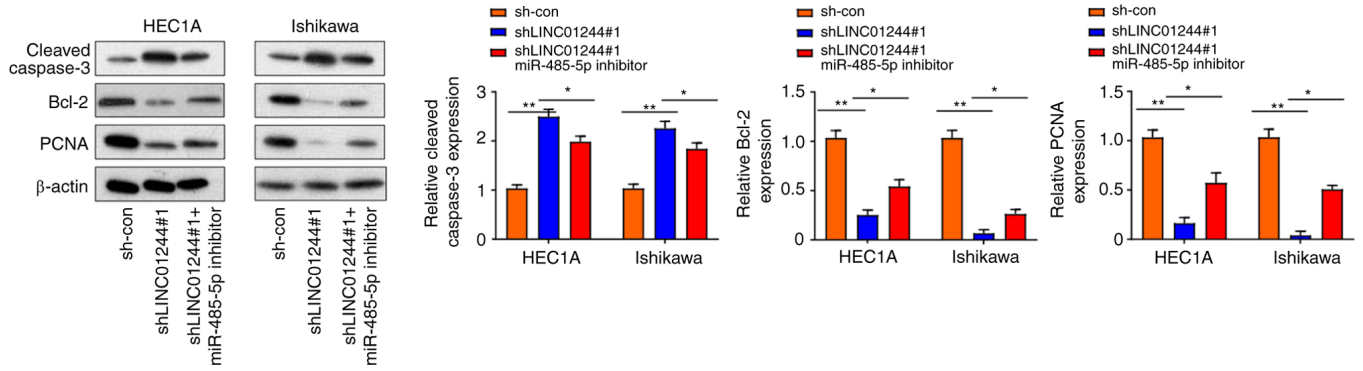 HEC1A
Ishikawa
Cleaved
caspase-3
Bcl-2
PCNA
β-actin
sh-con
shLINC01244#1
shLINC01244#1+
miR-485-5p inhibitor
sh-con
shLINC01244#1
shLINC01244#1+
miR-485-5p inhibitor
sh-con
shLINC01244#1
shLINC01244#1
miR-485-5p inhibitor
Relative cleaved
caspase-3 expression
3
2
1
0
**
*
**
*
HEC1A
Ishikawa
sh-con
shLINC01244#1
shLINC01244#1
miR-485-5p inhibitor
Relative Bcl-2
expression
1.5
1.0
0.5
0
**
*
**
*
HEC1A
Ishikawa
sh-con
shLINC01244#1
shLINC01244#1
miR-485-5p inhibitor
Relative PCNA
expression
1.5
1.0
0.5
0
**
*
**
*
HEC1A
Ishikawa